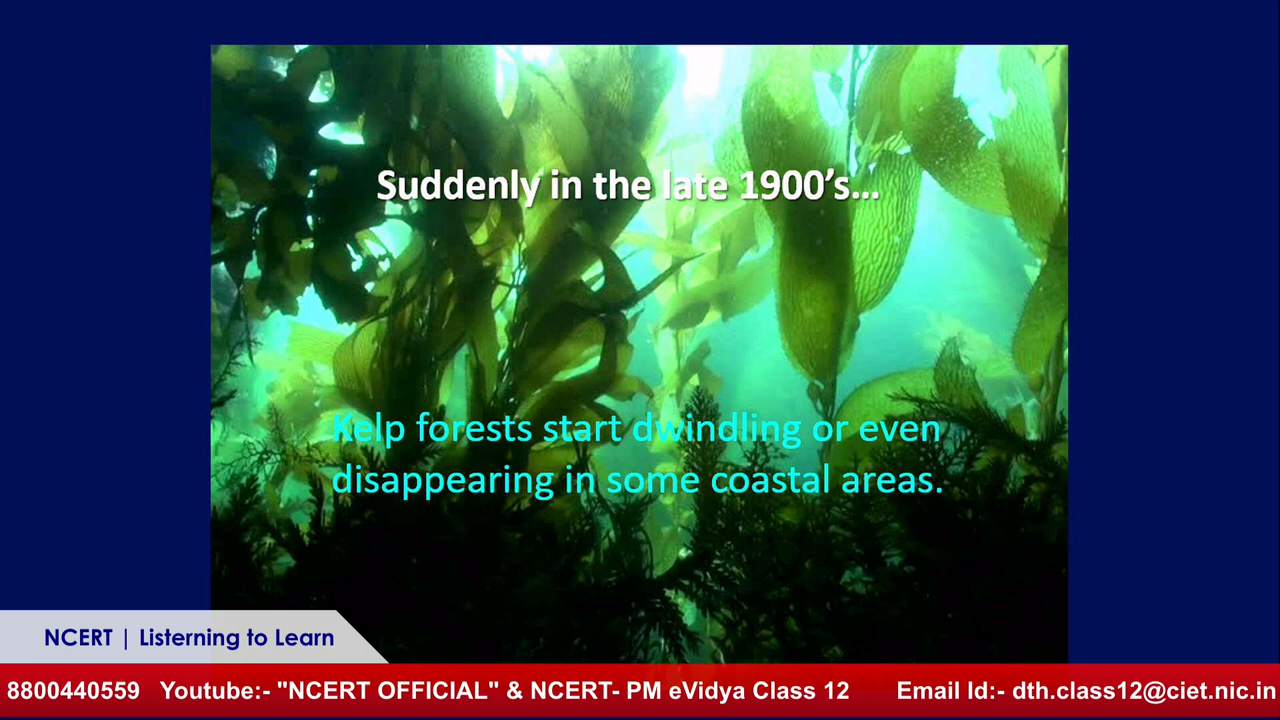 Suddenly in the late 1900's...
Kelp forests start dwindling or even
disappearing in some coastal areas.
NCERT | Listerning to Learn
8800440559 Youtube:- "NCERT OFFICIAL" & NCERT- PM eVidya Class 12 Email Id:- dth.class12@ciet.nic.in